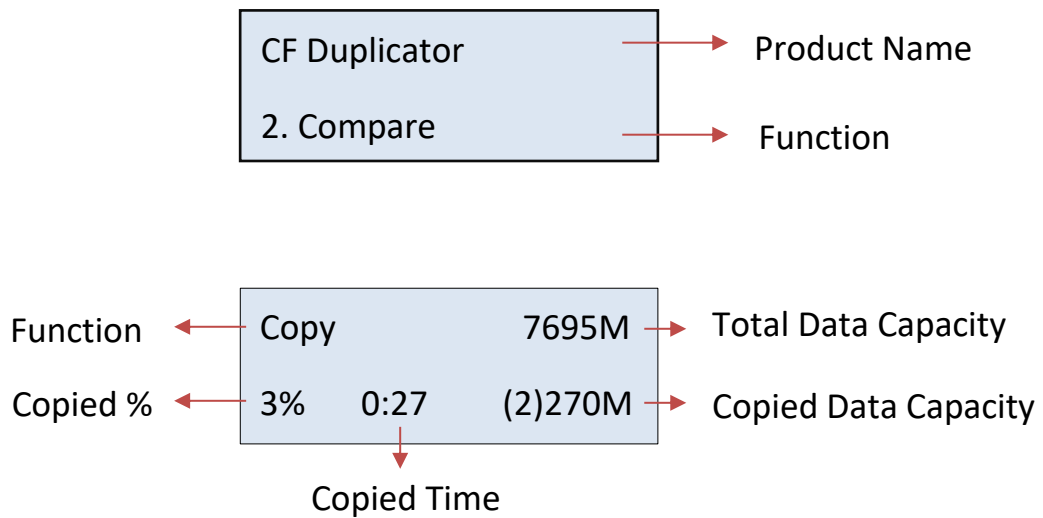 CF Duplicator
Product Name
2. Compare
Function
Function
Copy
7695M
Total Data Capacity
Copied %
3%
0:27
(2)270M
Copied Data Capacity
Copied Time